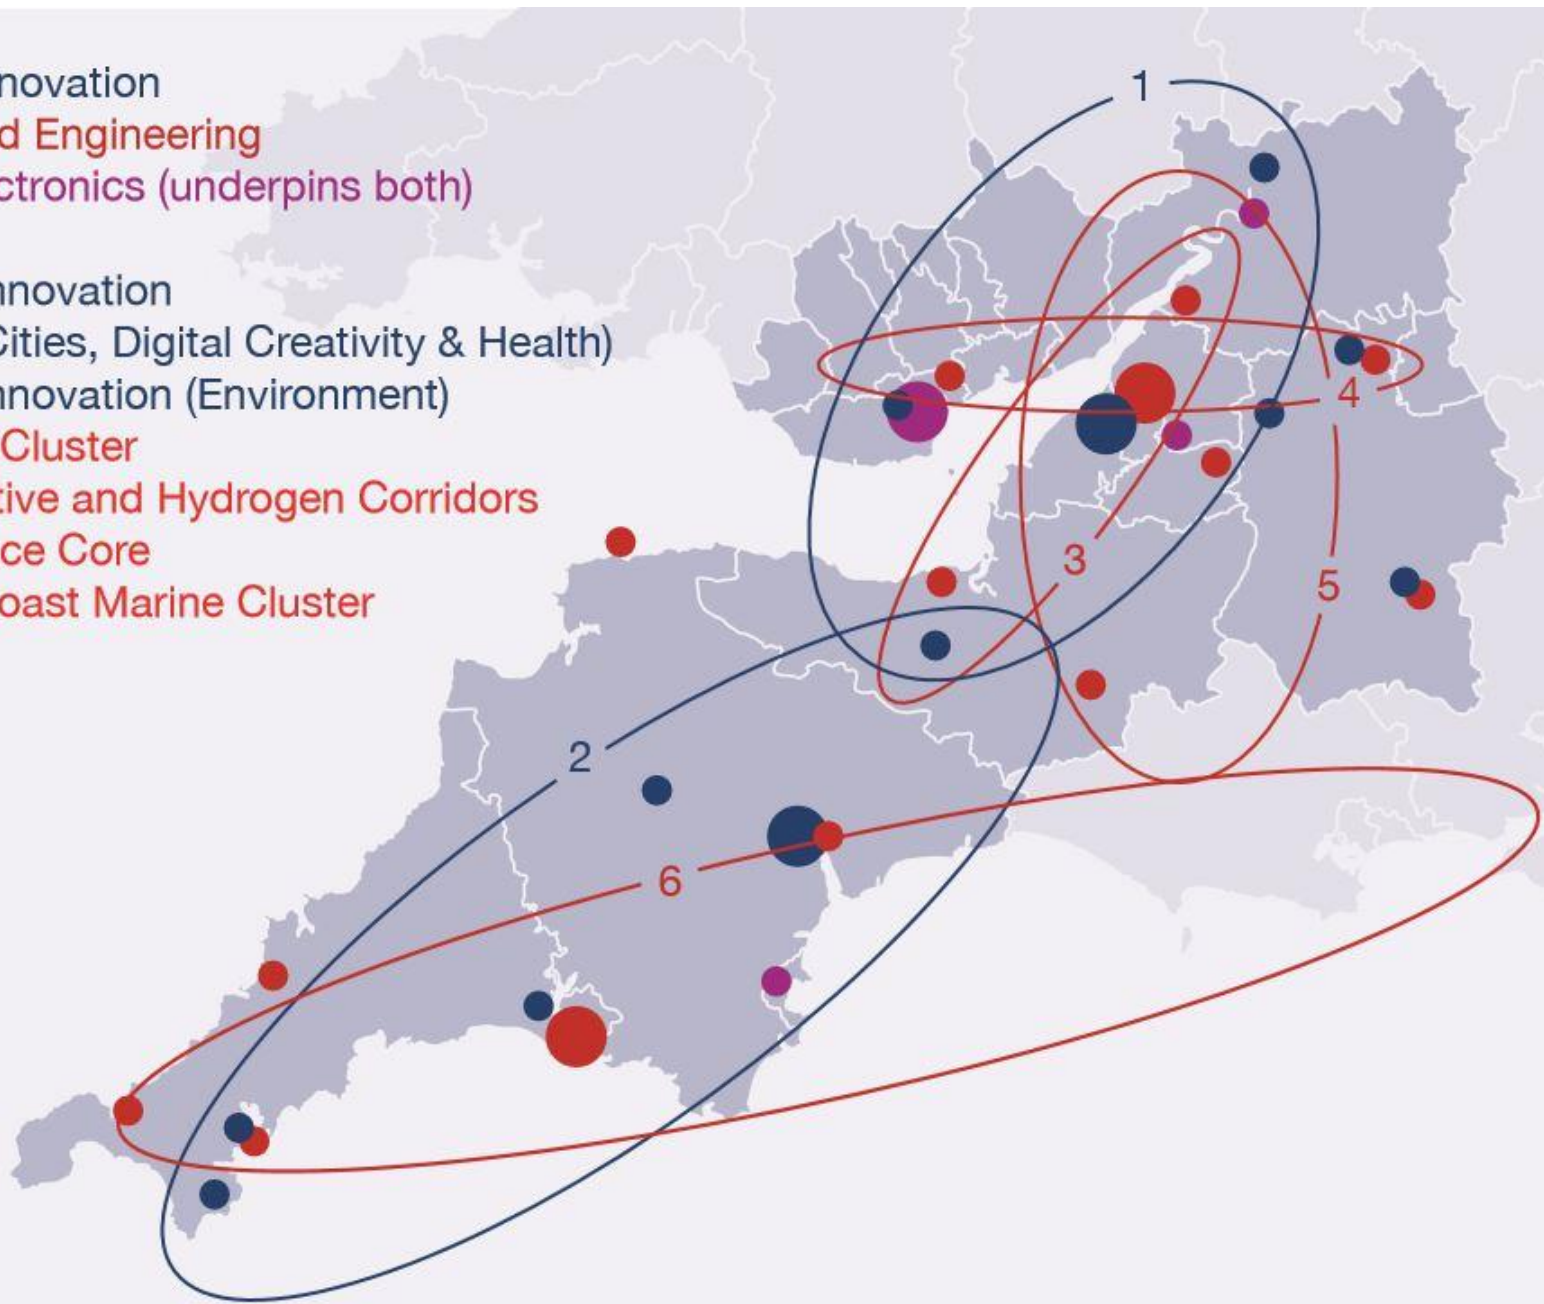 novation
d Engineering
ctronics (underpins both)
nnovation
Cities, Digital Creativity & Health)
nnovation (Environment)
Cluster
tive and Hydrogen Corridors
ce Core
oast Marine Cluster
1
4
3
5
2
6